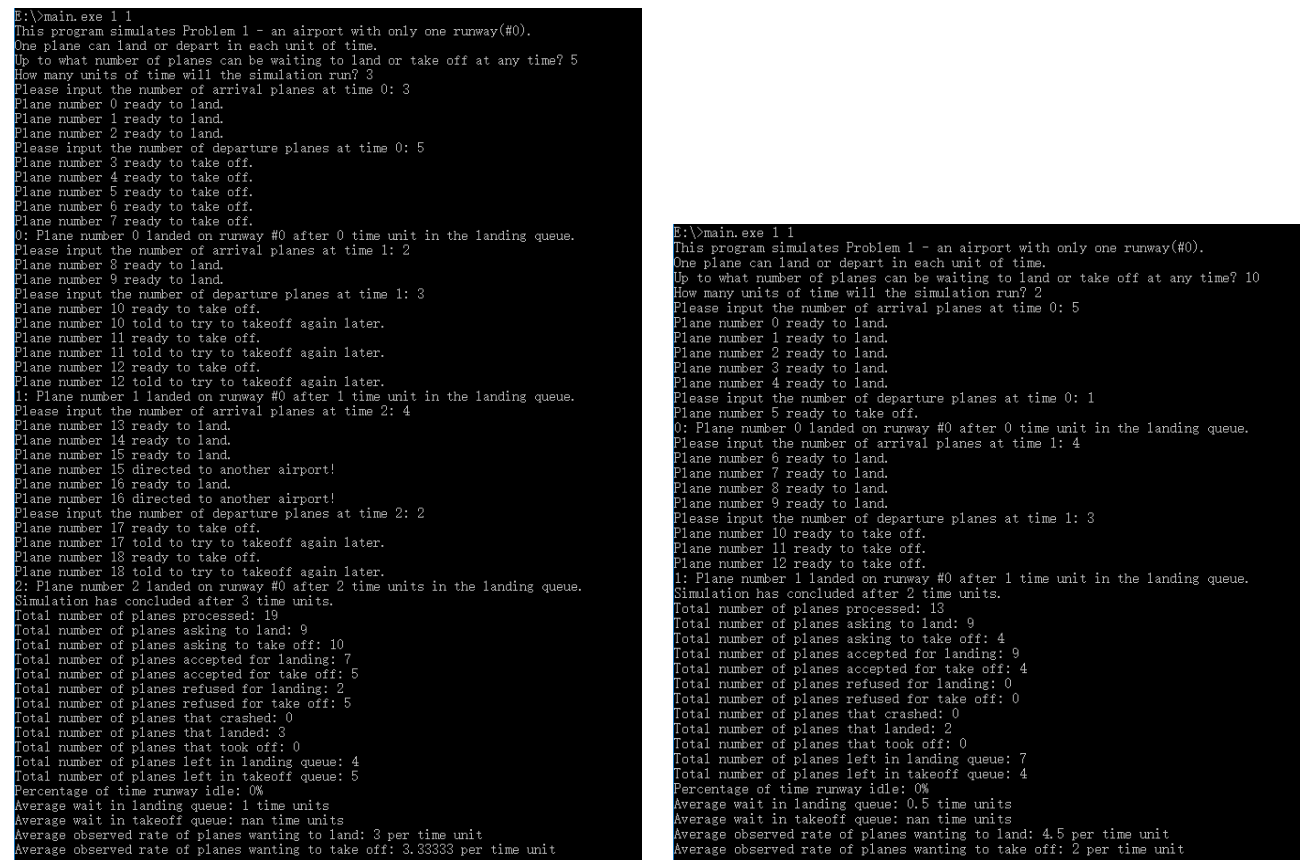 E:\>main.exe 1 1
This program simulates Problem 1 - an airport with only one runway(#0).
One plane can land or depart in each unit of time.
Up to what number of planes can be waiting to land or take off at any time? 5
How many units of time will the simulation run? 3
Please input the number of arrival planes at time 0: 3
Plane number 0 ready to land.
Plane number 1 ready to land.
Plane number 2 ready to land.
Please input the number of departure planes at time 0: 5
Plane number 3 ready to take off.
Plane number 4 ready to take off.
Plane number 5 ready to take off.
Plane number 6 ready to take off.
Plane number 7 ready to take off.
0: Plane number 0 landed on runway #0 after 0 time unit in the landing queue.
Please input the number of arrival planes at time 1: 2
Plane number 8 ready to land.
Plane number 9 ready to land.
Please input the number of departure planes at time 1: 3
Plane number 10 ready to take off.
Plane number 10 told to try to takeoff again later.
Plane number 11 ready to take off.
Plane number 11 told to try to takeoff again later.
Plane number 12 ready to take off.
Plane number 12 told to try to takeoff again later.
1: Plane number 1 landed on runway #0 after 1 time unit in the landing queue.
Please input the number of arrival planes at time 2: 4
Plane number 13 ready to land.
Plane number 14 ready to land.
Plane number 15 ready to land.
Plane number 15 directed to another airport!
Plane number 16 ready to land.
Plane number 16 directed to another airport!
Please input the number of departure planes at time 2: 2
Plane number 17 ready to take off.
Plane number 17 told to try to takeoff again later.
Plane number 18 ready to take off.
Plane number 18 told to try to takeoff again later.
2: Plane number 2 landed on runway #0 after 2 time units in the landing queue.
Simulation has concluded after 3 time units.
Total number of planes processed: 19
Total number of planes asking to land: 9
Total number of planes asking to take off: 10
Total number of planes accepted for landing: 7
Total number of planes accepted for take off: 5
Total number of planes refused for landing: 2
Total number of planes refused for take off: 5
Total number of planes that crashed: 0
Total number of planes that landed: 3
Total number of planes that took off: 0
Total number of planes left in landing queue: 4
Total number of planes left in takeoff queue: 5
Percentage of time runway idle: 0%
Average wait in landing queue: 1 time units
Average wait in takeoff queue: nan time units
Average observed rate of planes wanting to land: 3 per time unit
Average observed rate of planes wanting to take off: 3.33333 per time unit
E:\>main.exe 1 1
This program simulates Problem 1 - an airport with only one runway(#0).
One plane can land or depart in each unit of time.
Up to what number of planes can be waiting to land or take off at any time? 10
How many units of time will the simulation run? 2
Please input the number of arrival planes at time 0: 5
Plane number 0 ready to land.
Plane number 1 ready to land.
Plane number 2 ready to land.
Plane number 3 ready to land.
Plane number 4 ready to land.
Please input the number of departure planes at time 0: 1
Plane number 5 ready to take off.
0: Plane number 0 landed on runway #0 after 0 time unit in the landing queue.
Please input the number of arrival planes at time 1: 4
Plane number 6 ready to land.
Plane number 7 ready to land.
Plane number 8 ready to land.
Plane number 9 ready to land.
Please input the number of departure planes at time 1: 3
Plane number 10 ready to take off.
Plane number 11 ready to take off.
Plane number 12 ready to take off.
1: Plane number 1 landed on runway #0 after 1 time unit in the landing queue.
Simulation has concluded after 2 time units.
Total number of planes processed: 13
Total number of planes asking to land: 9
Total number of planes asking to take off: 4
Total number of planes accepted for landing: 9
Total number of planes accepted for take off: 4
Total number of planes refused for landing: 0
Total number of planes refused for take off: 0
Total number of planes that crashed: 0
Total number of planes that landed: 2
Total number of planes that took off: 0
Total number of planes left in landing queue: 7
Total number of planes left in takeoff queue: 4
Percentage of time runway idle: 0%
Average wait in landing queue: 0.5 time units
Average wait in takeoff queue: nan time units
Average observed rate of planes wanting to land: 4.5 per time unit
Average observed rate of planes wanting to take off: 2 per time unit